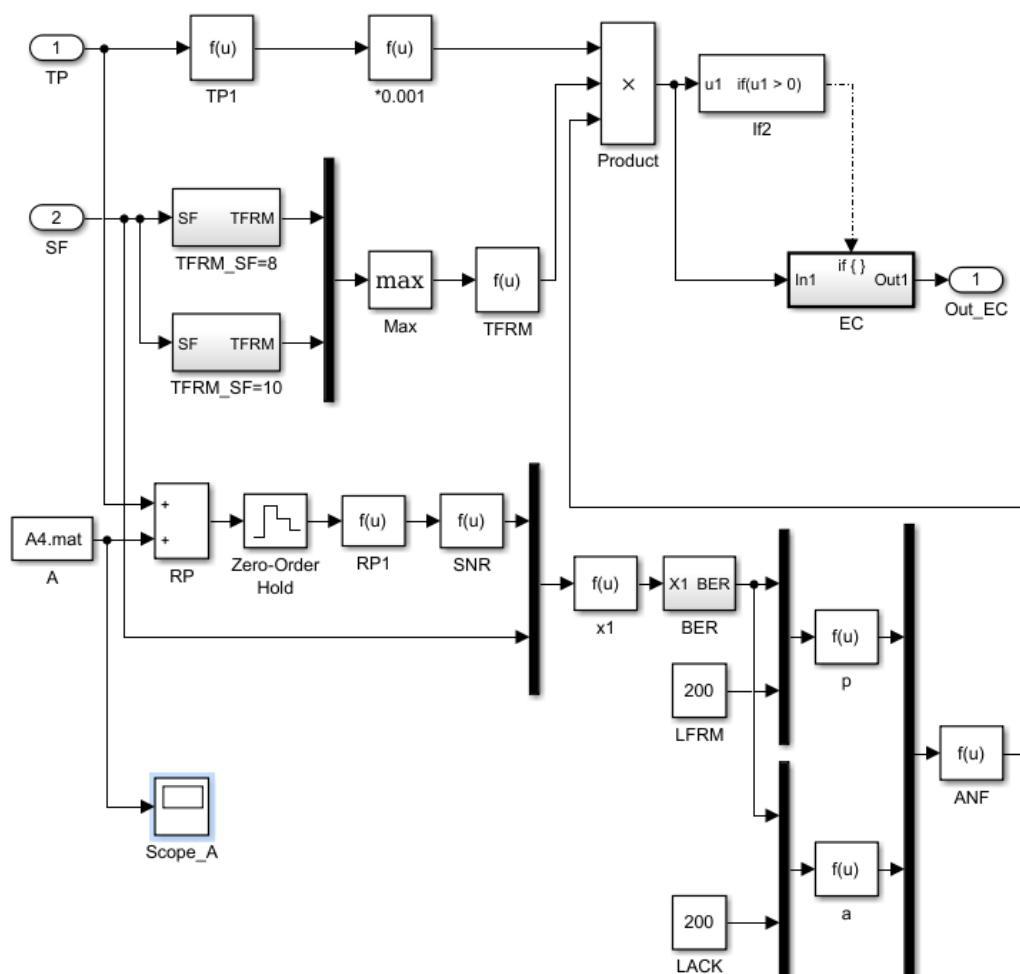 1
TP
f(u)
TP1
f(u)
*0.001
×
Product
u1 if(u1 > 0)
If2
2
SF
SF TFRM
TFRM_SF=8
SF TFRM
TFRM_SF=10
max
Max
f(u)
TFRM
if { }
In1 Out1
EC
1
Out_EC
A4.mat
A
+
+
RP
Zero-Order
Hold
f(u)
RP1
f(u)
SNR
f(u)
x1
X1 BER
BER
200
LFRM
f(u)
p
f(u)
ANF
Scope_A
f(u)
a
200
LACK